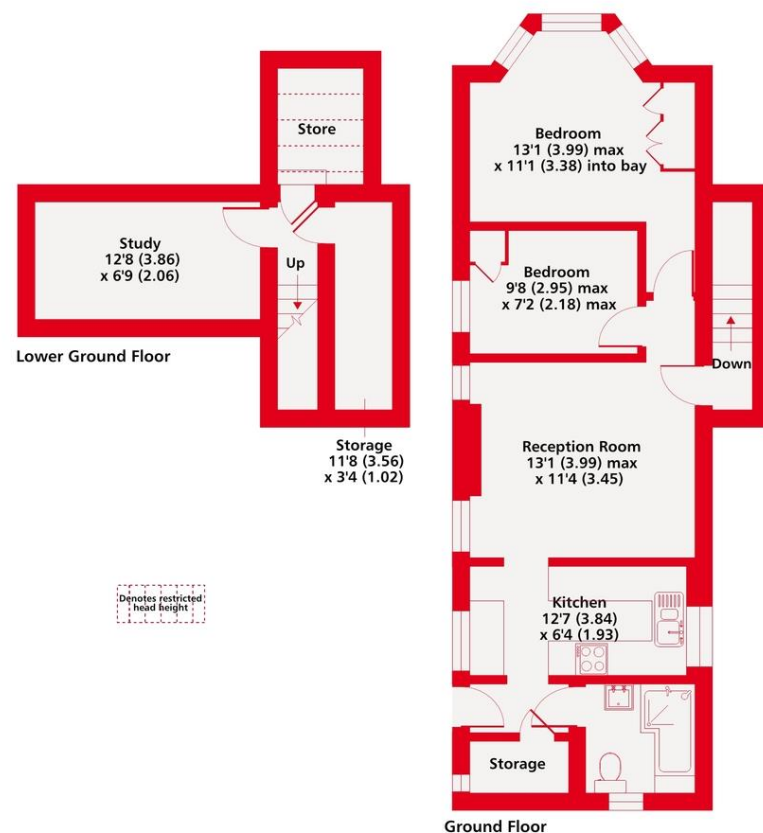 Store
Study
12'8 (3.86)
x 6'9 (2.06)
Up
Lower Ground Floor
Storage
11'8 (3.56)
x 3'4 (1.02)
Denotes restricted
head height
Bedroom
13'1 (3.99) max
x 11'1 (3.38) into bay
Bedroom
9'8 (2.95) max
x 7'2 (2.18) max
Down
Reception Room
13'1 (3.99) max
x 11'4 (3.45)
Kitchen
12'7 (3.84)
x 6'4 (1.93)
Storage
Ground Floor